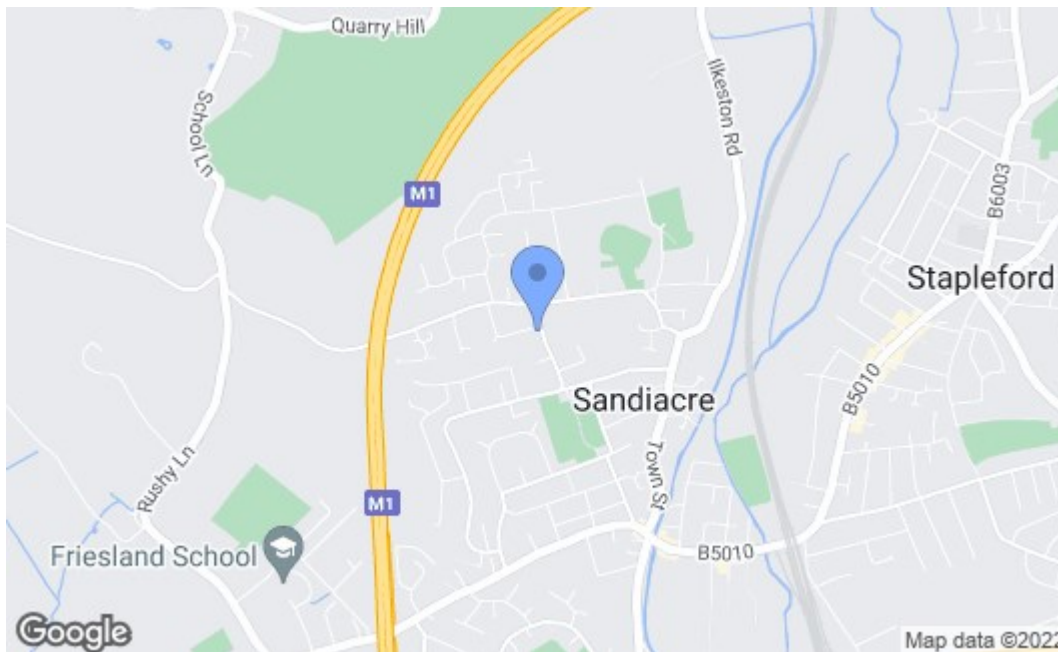 Quarry Hill
School Ln
Ilkeston Rd
M1
B6003
Stapleford
Sandiacre
B5010
Town St
Rushy Ln
M1
Friesland School
B5010
Google
Map data ©2022